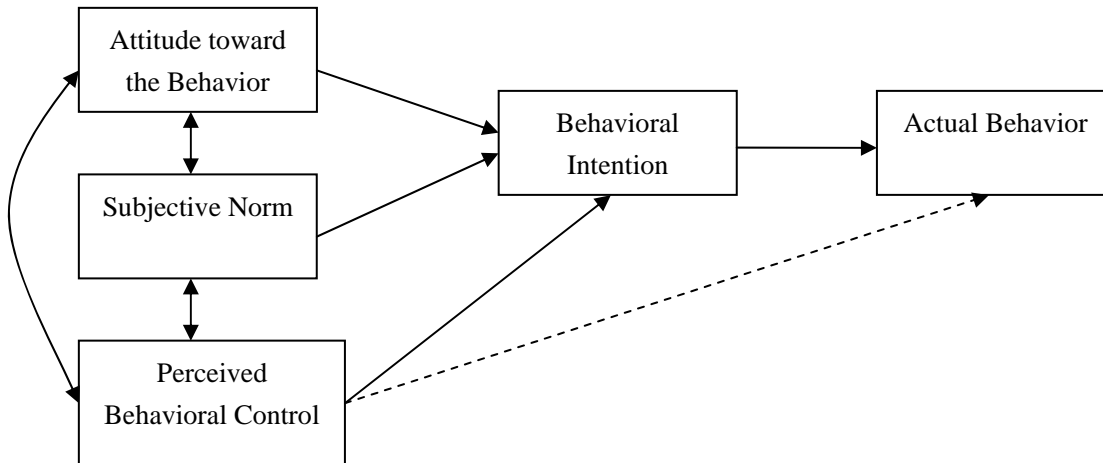 Attitude toward
the Behavior
Subjective Norm
Perceived
Behavioral Control
Behavioral
Intention
Actual Behavior